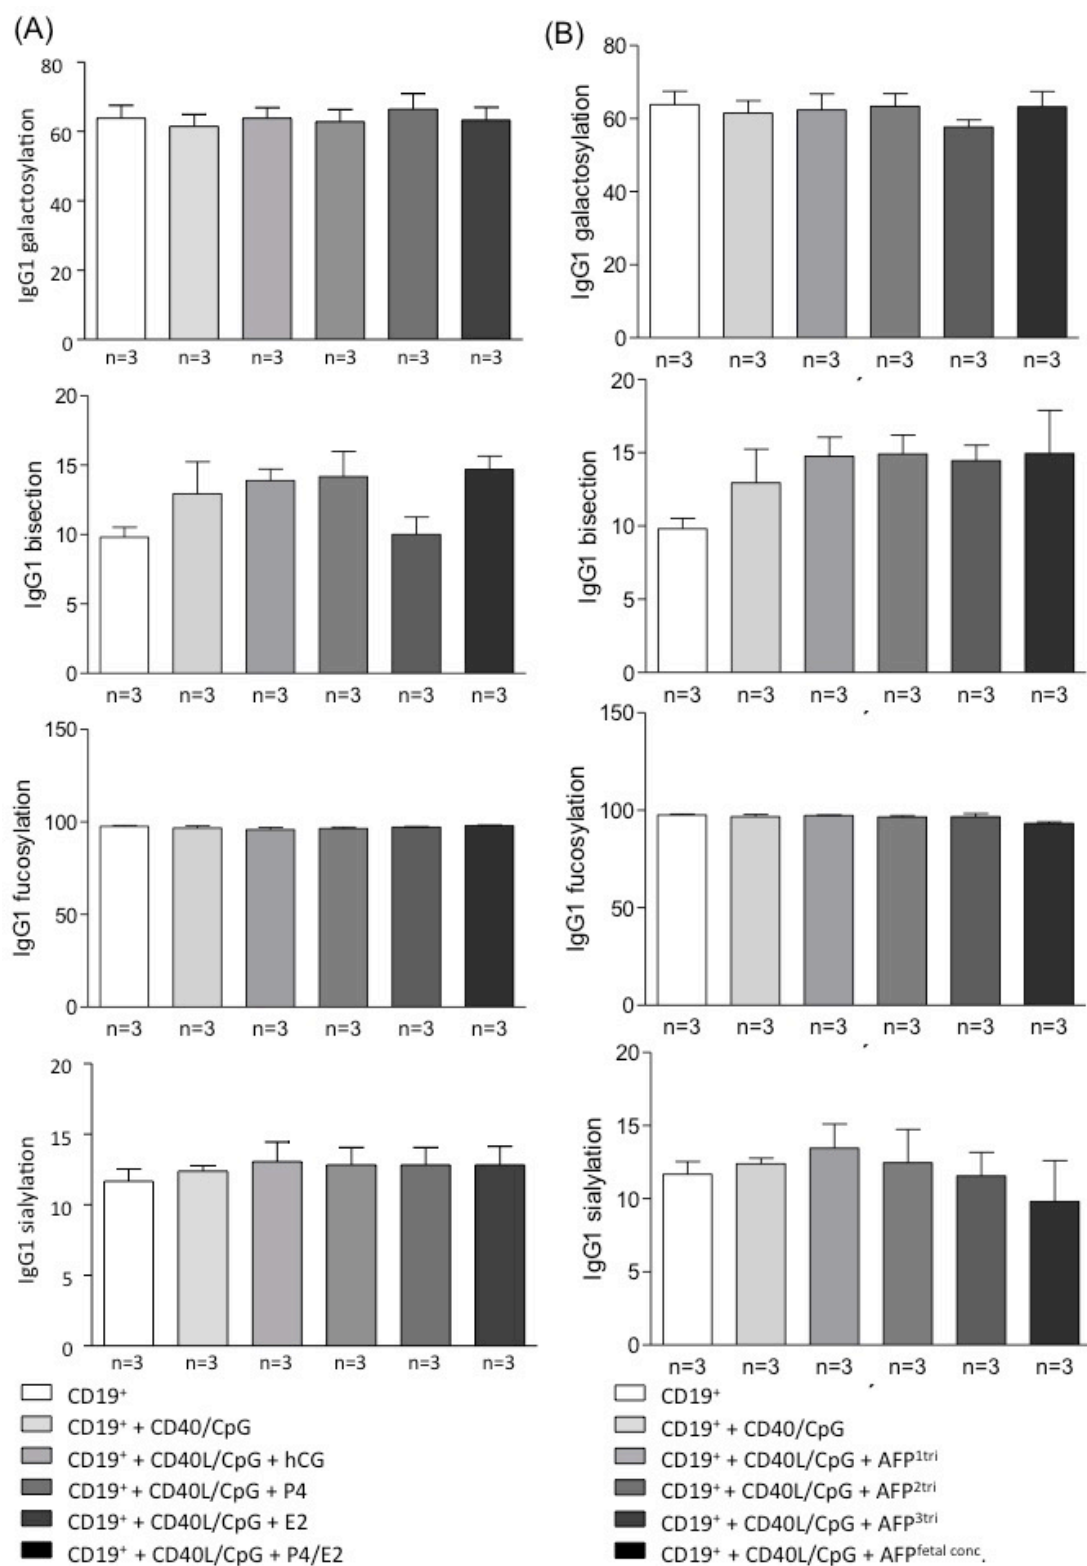 (A)
80
60
40
20
0
IgG1 galactosylation
n=3 n=3 n=3 n=3 n=3 n=3
20
15
10
5
0
IgG1 bisection
n=3 n=3 n=3 n=3 n=3 n=3
150
100
50
0
IgG1 fucosylation
n=3 n=3 n=3 n=3 n=3 n=3
20
15
10
5
0
IgG1 sialylation
n=3 n=3 n=3 n=3 n=3 n=3
CD19⁺
CD19⁺ + CD40/CpG
CD19⁺ + CD40L/CpG + hCG
CD19⁺ + CD40L/CpG + P4
CD19⁺ + CD40L/CpG + E2
CD19⁺ + CD40L/CpG + P4/E2
(B)
80
60
40
20
0
IgG1 galactosylation
n=3 n=3 n=3 n=3 n=3 n=3
20
15
10
5
0
IgG1 bisection
n=3 n=3 n=3 n=3 n=3 n=3
150
100
50
0
IgG1 fucosylation
n=3 n=3 n=3 n=3 n=3 n=3
20
15
10
5
0
IgG1 sialylation
n=3 n=3 n=3 n=3 n=3 n=3
CD19⁺
CD19⁺ + CD40/CpG
CD19⁺ + CD40L/CpG + AFP¹ᵗʳⁱ
CD19⁺ + CD40L/CpG + AFP²ᵗʳⁱ
CD19⁺ + CD40L/CpG + AFP³ᵗʳⁱ
CD19⁺ + CD40L/CpG + AFPᶠᵉᵗᵃˡ ᶜᵒⁿᶜ.